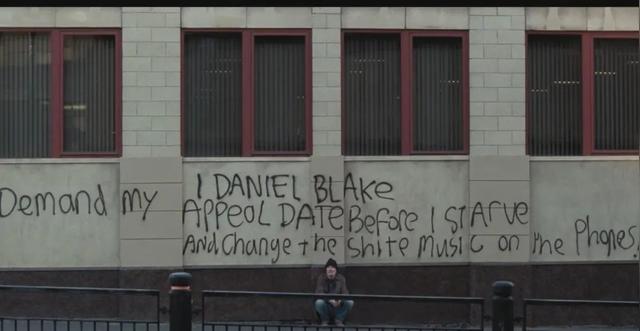 I DANIEL BLAKE
Demand my APPEOL DATE Before I STARVE
And Change the shite Music on the Phones.